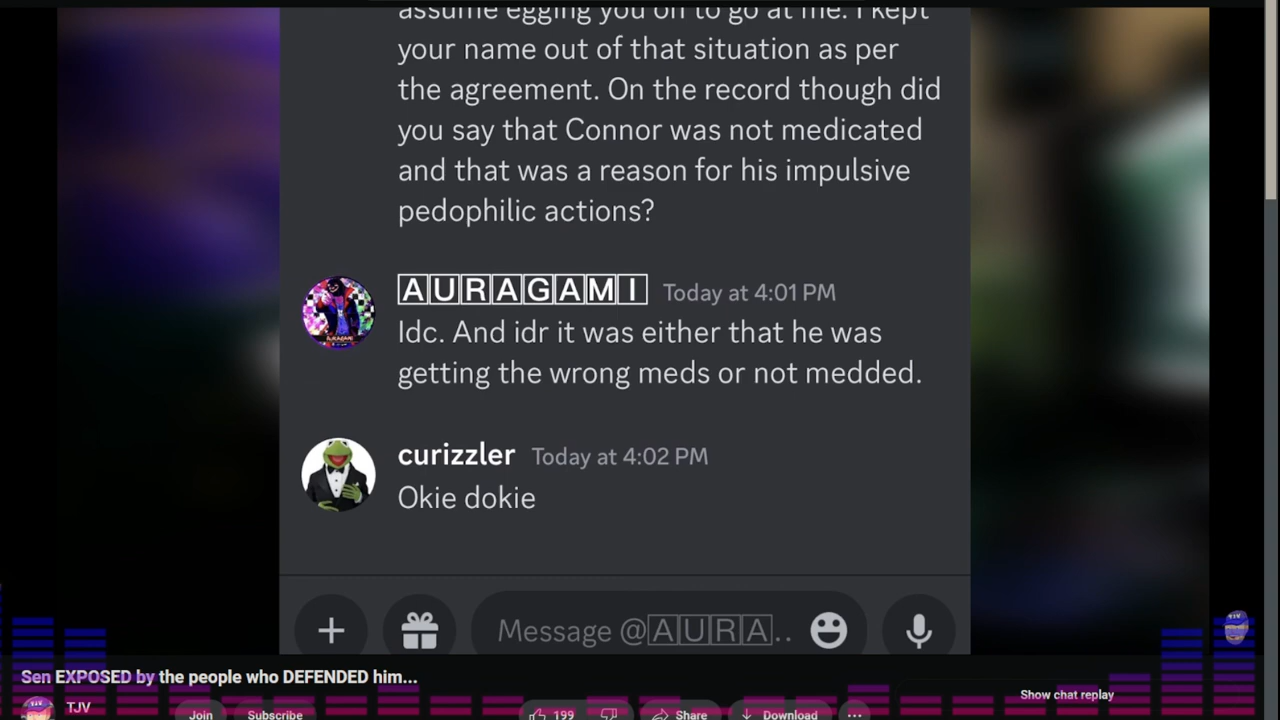 assume egging you on to go at me. I kept
your name out of that situation as per
the agreement. On the record though did
you say that Connor was not medicated
and that was a reason for his impulsive
pedophilic actions?
🄰🅄🅁🄰🄶🄰🄼🄸 Today at 4:01 PM
Idc. And idr it was either that he was
getting the wrong meds or not medded.
curizzler Today at 4:02 PM
Okie dokie
Message @🄰🅄🅁🄰..
Sen EXPOSED by the people who DEFENDED him...
Show chat replay
TJV
Join Subscribe 199 Share Download ...